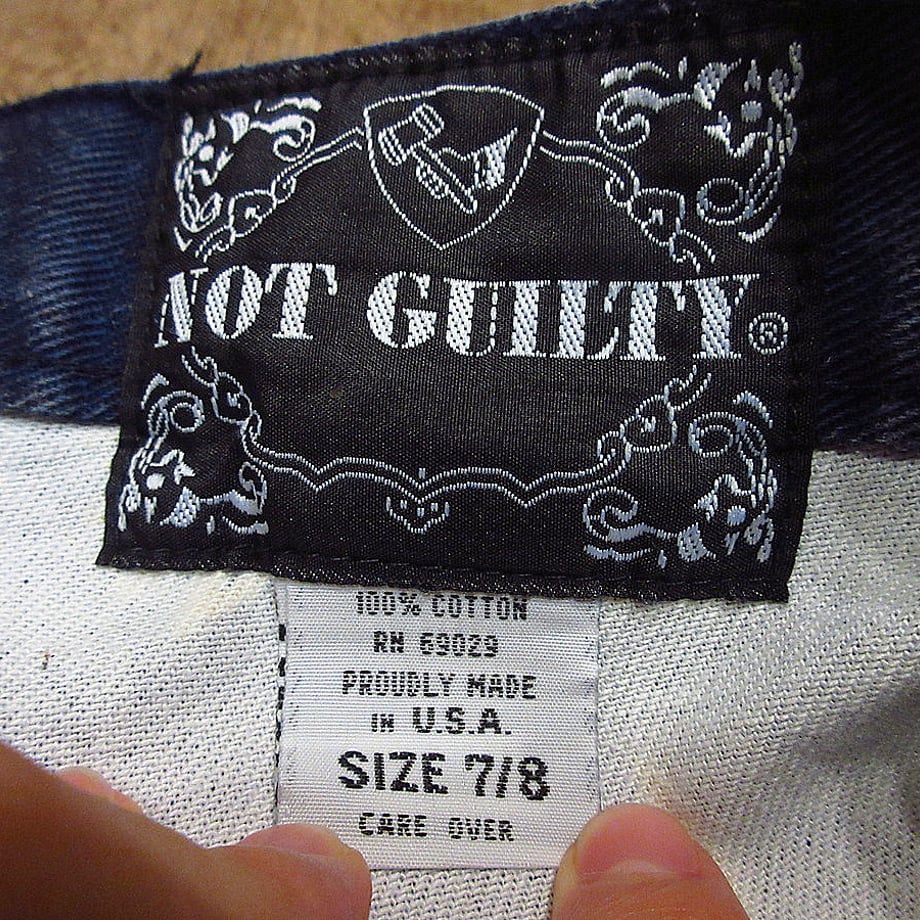 NOT GUILTY®
100% COTTON
RN 69029
PROUDLY MADE
IN U.S.A.
SIZE 7/8
CARE OVER